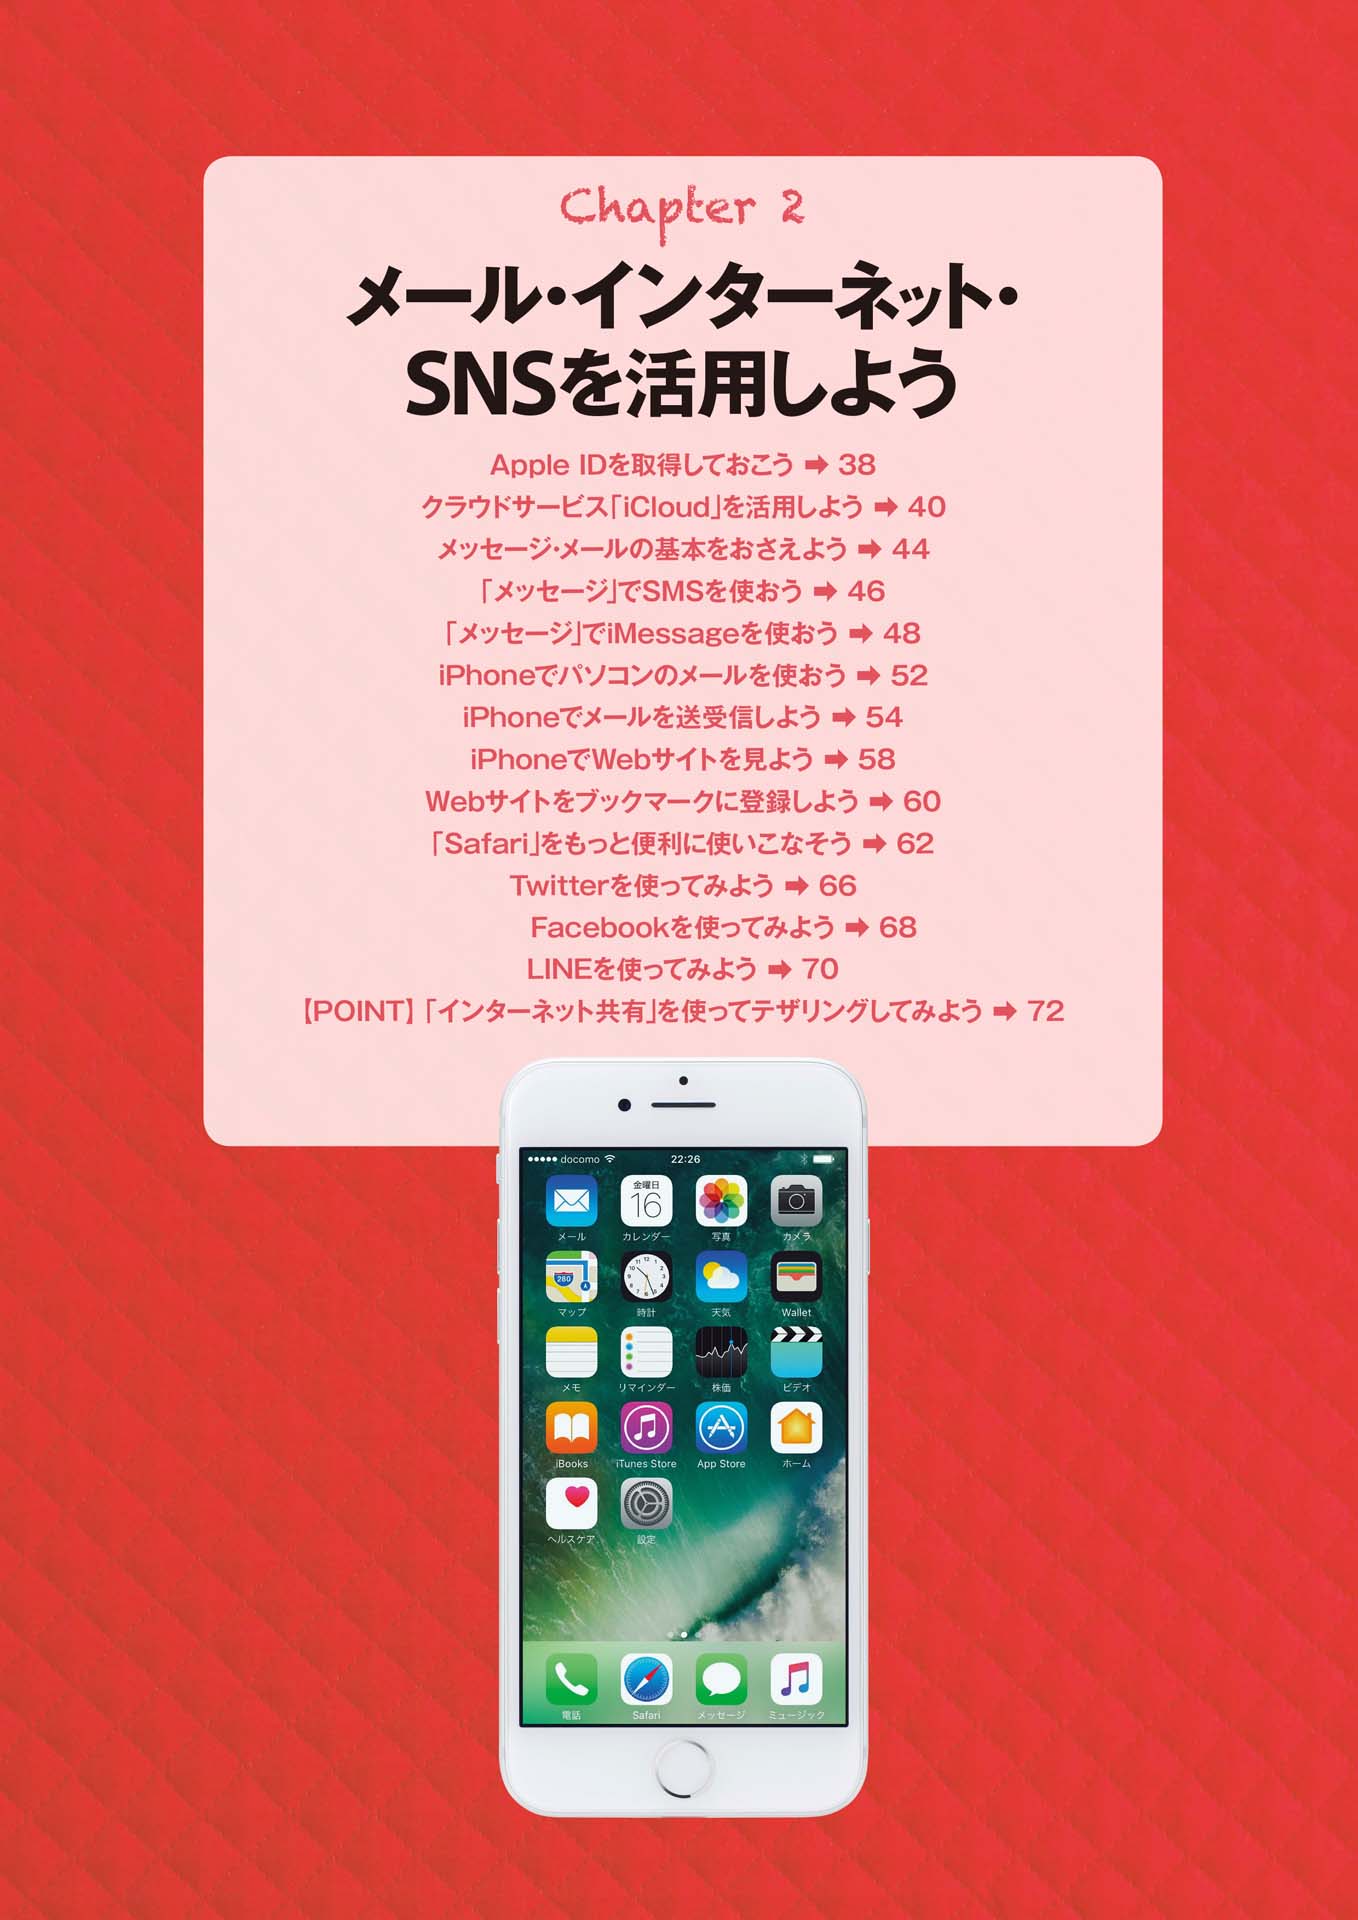 Chapter 2
メール・インターネット・
SNSを活用しよう
Apple IDを取得しておこう ➡ 38
クラウドサービス「iCloud」を活用しよう ➡ 40
メッセージ・メールの基本をおさえよう ➡ 44
「メッセージ」でSMSを使おう ➡ 46
「メッセージ」でiMessageを使おう ➡ 48
iPhoneでパソコンのメールを使おう ➡ 52
iPhoneでメールを送受信しよう ➡ 54
iPhoneでWebサイトを見よう ➡ 58
Webサイトをブックマークに登録しよう ➡ 60
「Safari」をもっと便利に使いこなそう ➡ 62
Twitterを使ってみよう ➡ 66
Facebookを使ってみよう ➡ 68
LINEを使ってみよう ➡ 70
【POINT】「インターネット共有」を使ってテザリングしてみよう ➡ 72
docomo 22:26
金曜日
16
メール カレンダー 写真 カメラ
280
マップ 時計 天気 Wallet
メモ リマインダー 株価 ビデオ
iBooks iTunes Store App Store ホーム
ヘルスケア 設定
電話 Safari メッセージ ミュージック